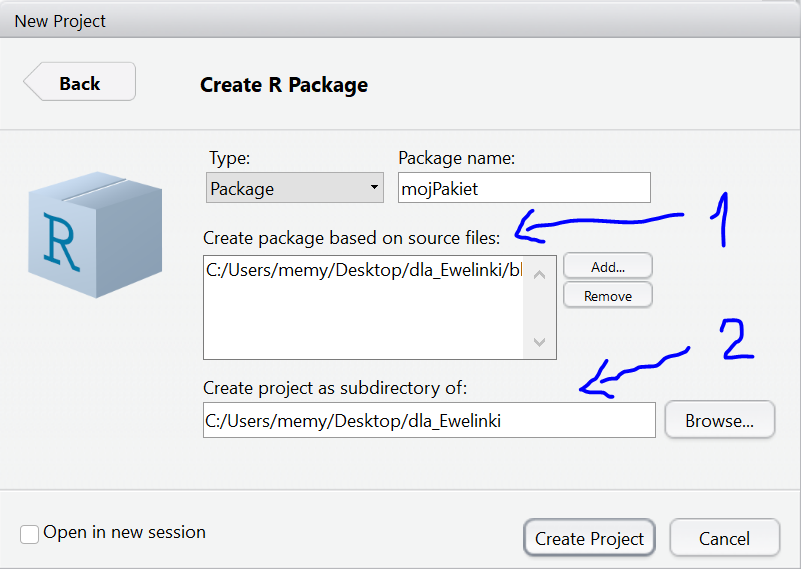 New Project
Back
Create R Package
Type:
Package name:
Package
mojPakiet
1
Create package based on source files:
R
C:/Users/memy/Desktop/dla_Ewelinki/bl
Add...
Remove
2
Create project as subdirectory of:
C:/Users/memy/Desktop/dla_Ewelinki
Browse...
Open in new session
Create Project
Cancel